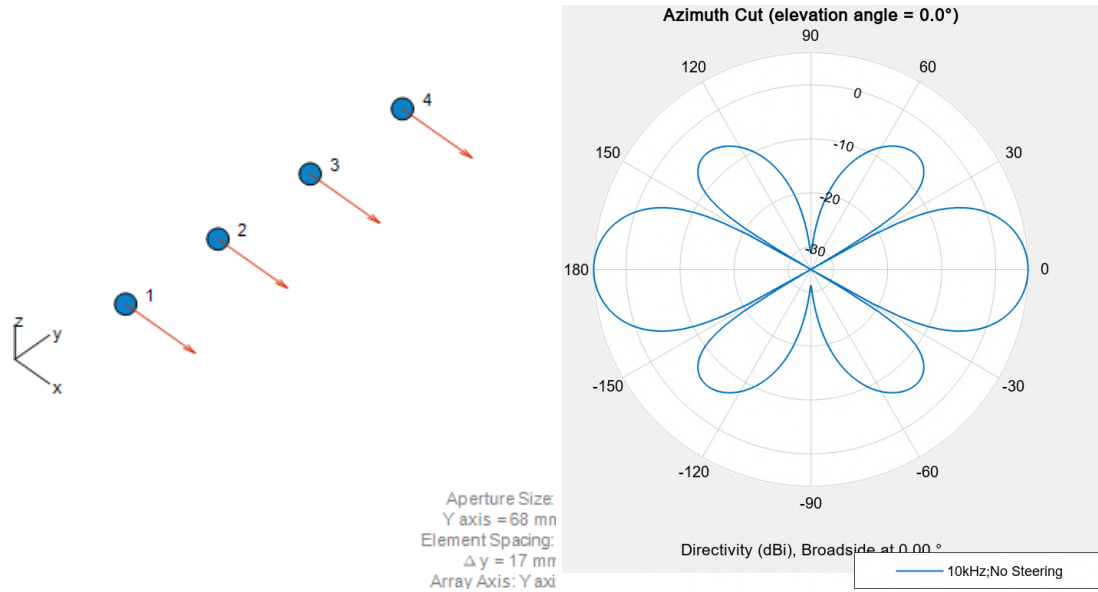 4
3
2
1
z
y
x
Aperture Size:
Y axis = 68 mm
Element Spacing:
Δ y = 17 mm
Array Axis: Y axi
Azimuth Cut (elevation angle = 0.0°)
90
120
60
0
150
-10
30
-20
180
-30
0
-150
-30
-120
-60
-90
Directivity (dBi), Broadside at 0.00 °
10kHz;No Steering